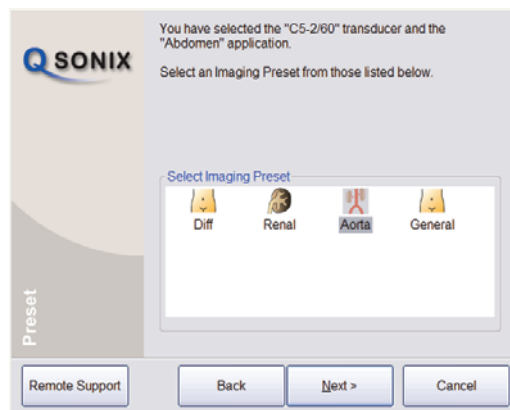 You have selected the "C5-2/60" transducer and the
"Abdomen" application.
Q SONIX
Select an Imaging Preset from those listed below.
Select Imaging Preset
Diff Renal Aorta General
Preset
Remote Support Back Next > Cancel